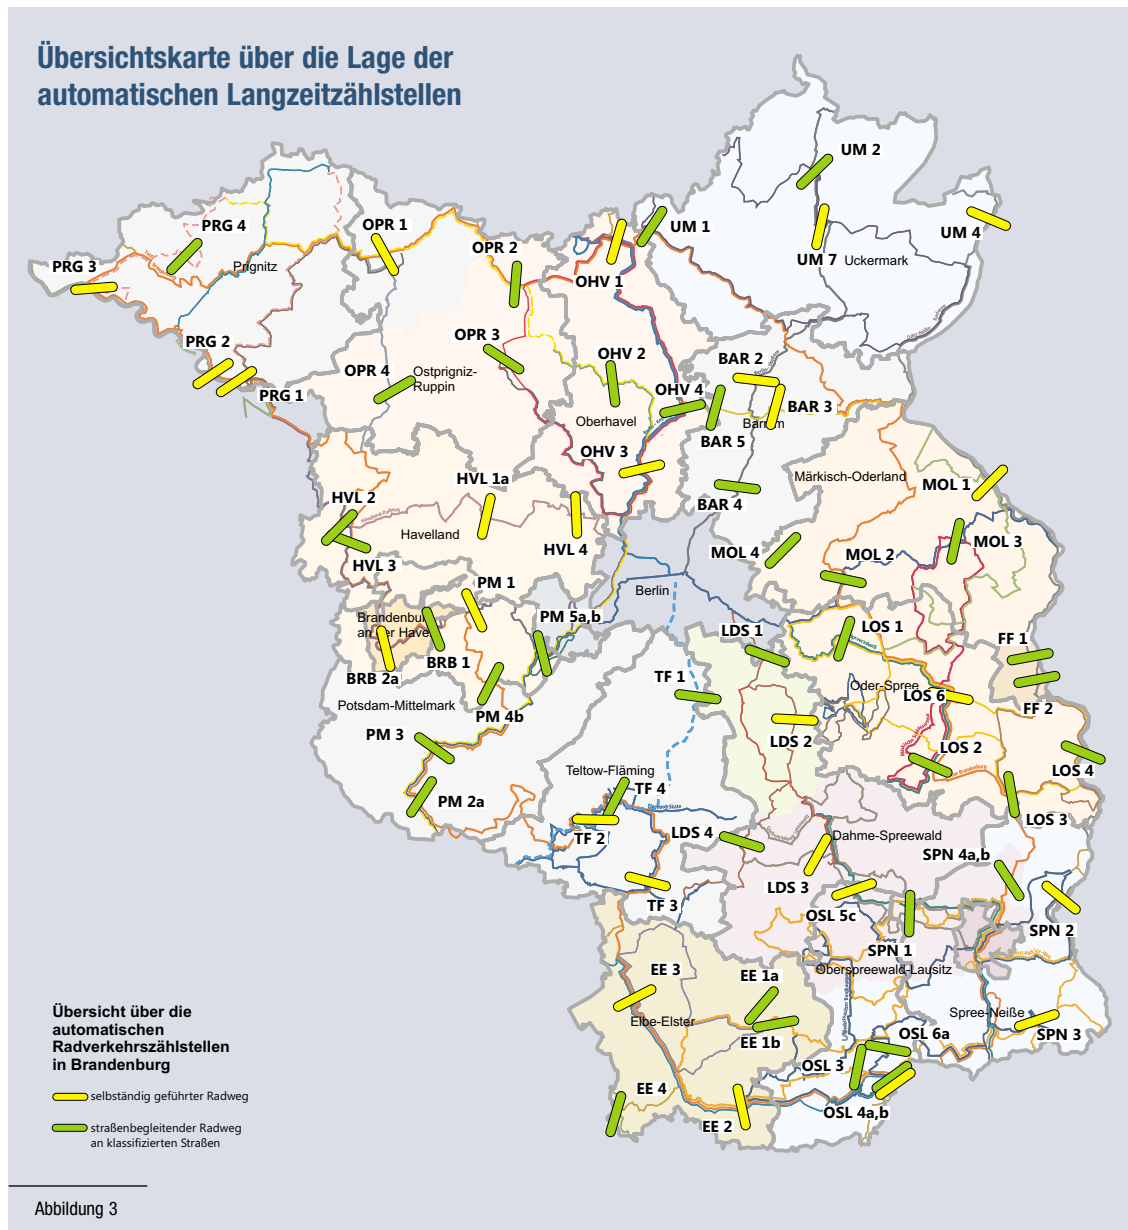 Übersichtskarte über die Lage der
automatischen Langzeitzählstellen
UM 2
UM 1
UM 4
UM 7
Uckermark
PRG 4
OPR 1
OPR 2
PRG 3
Prignitz
OHV 1
PRG 2
OPR 3
OHV 2
BAR 2
OPR 4
Ostprigniz-
Ruppin
PRG 1
OHV 4
BAR 3
Oberhavel
Barnim
BAR 5
OHV 3
Märkisch-Oderland
MOL 1
HVL 1a
HVL 2
BAR 4
Havelland
HVL 4
MOL 3
MOL 4
MOL 2
HVL 3
PM 1
Berlin
Brandenburg
an der Havel
PM 5a,b
LDS 1
LOS 1
FF 1
BRB 1
BRB 2a
TF 1
Oder-Spree
LOS 6
Potsdam-Mittelmark
PM 4b
FF 2
PM 3
LDS 2
LOS 2
LOS 4
Teltow-Fläming
TF 4
PM 2a
LOS 3
TF 2
LDS 4
Dahme-Spreewald
SPN 4a,b
LDS 3
TF 3
OSL 5c
SPN 2
SPN 1
EE 3
EE 1a
Oberspreewald-Lausitz
Elbe-Elster
EE 1b
Spree-Neiße
OSL 6a
SPN 3
OSL 3
EE 4
OSL 4a,b
EE 2
Übersicht über die
automatischen
Radverkehrszählstellen
in Brandenburg
selbständig geführter Radweg
straßenbegleitender Radweg
an klassifizierten Straßen
Abbildung 3